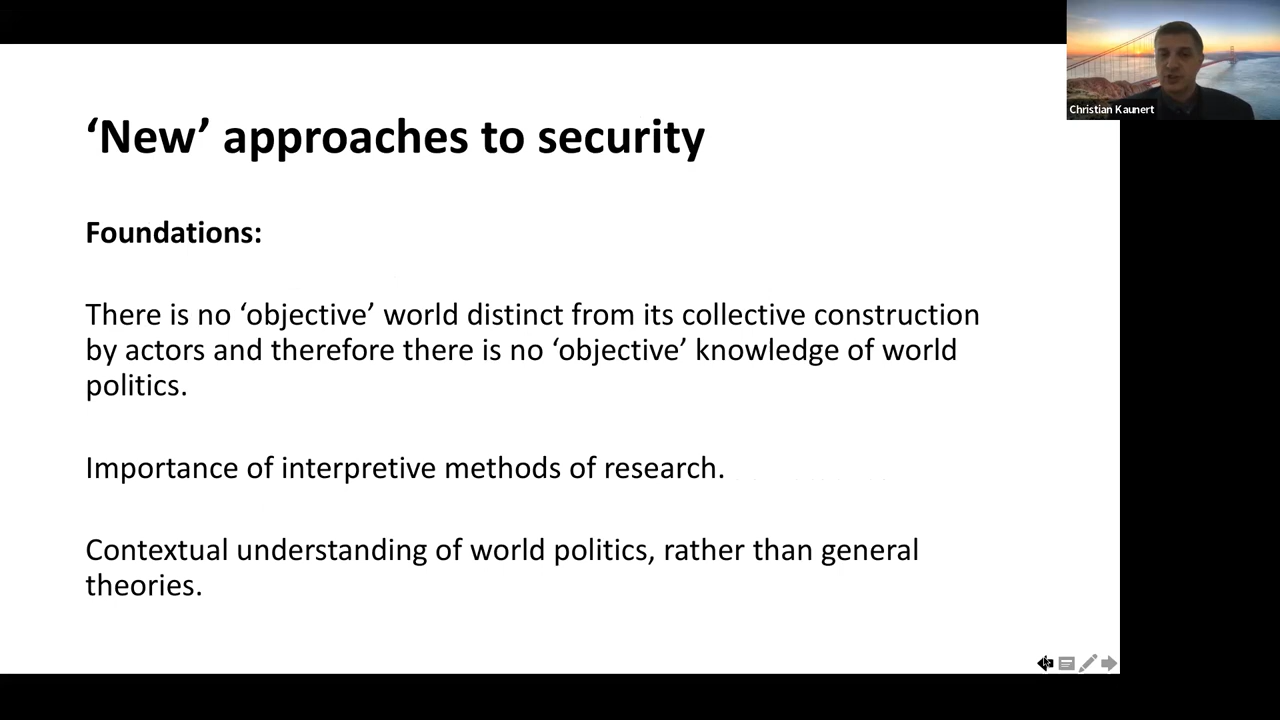 Christian Kaunert
‘New’ approaches to security
Foundations:
There is no ‘objective’ world distinct from its collective construction
by actors and therefore there is no ‘objective’ knowledge of world
politics.
Importance of interpretive methods of research.
Contextual understanding of world politics, rather than general
theories.